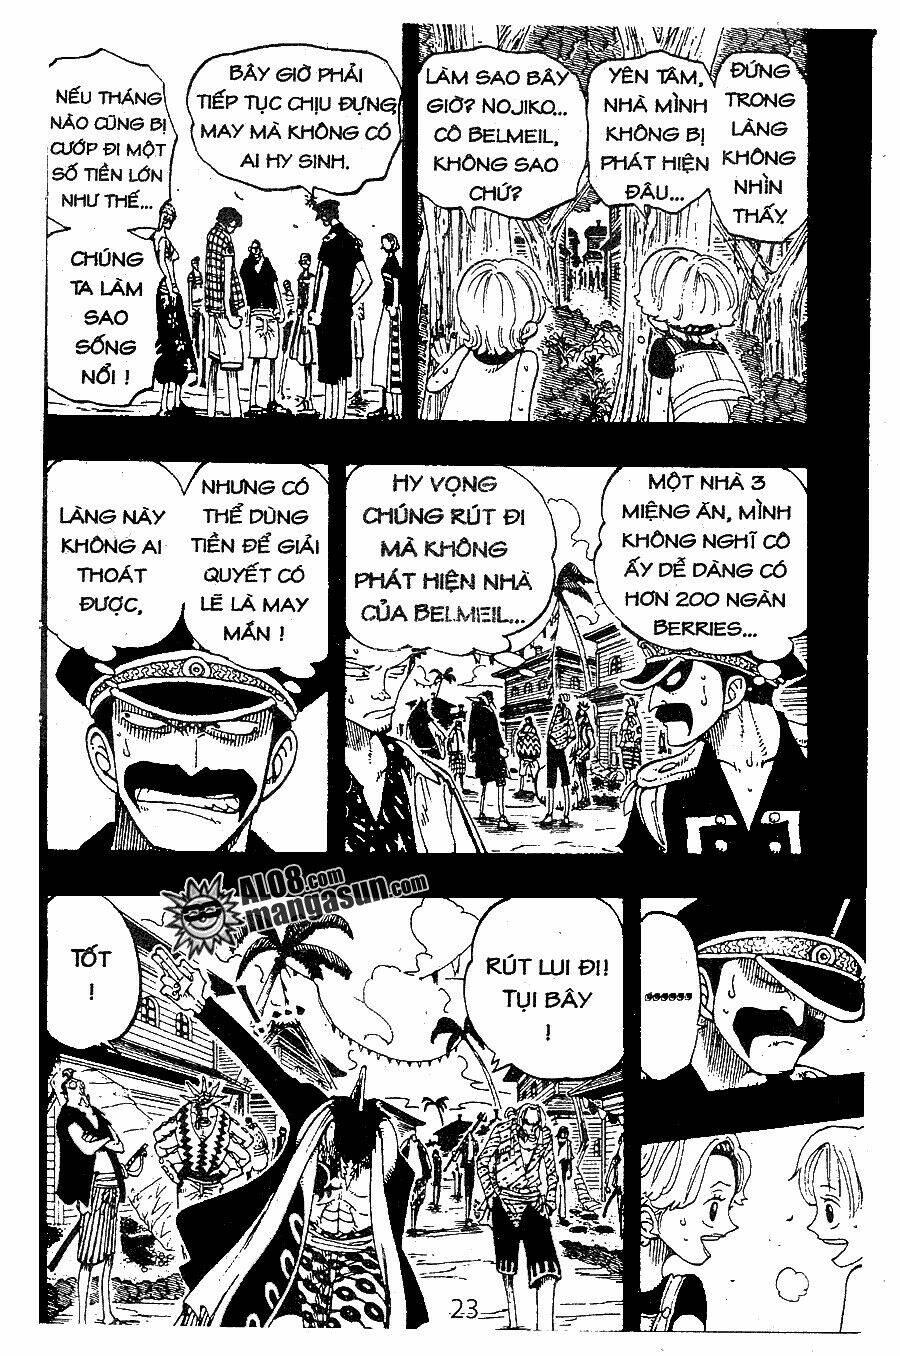 ĐỨNG
TRONG
LÀNG
KHÔNG
NHÌN
THẤY.
YÊN TÂM,
NHÀ MÌNH
KHÔNG BỊ
PHÁT HIỆN
ĐÂU...
LÀM SAO BÂY
GIỜ? NOJIKO...
CÔ BELMEIL,
KHÔNG SAO
CHỨ?
BÂY GIỜ PHẢI
TIẾP TỤC CHỊU ĐỰNG,
MAY MÀ KHÔNG CÓ
AI HY SINH.
NẾU THÁNG
NÀO CŨNG BỊ
CƯỚP ĐI MỘT
SỐ TIỀN LỚN
NHƯ THẾ...
CHÚNG
TA LÀM
SAO
SỐNG
NỔI !
MỘT NHÀ 3
MIỆNG ĂN, MÌNH
KHÔNG NGHĨ CÔ
ẤY DỄ DÀNG CÓ
HƠN 200 NGÀN
BERRIES...
HY VỌNG
CHÚNG RÚT ĐI
MÀ KHÔNG
PHÁT HIỆN NHÀ
CỦA BELMEIL...
NHƯNG CÓ
THỂ DÙNG
TIỀN ĐỂ GIẢI
QUYẾT CÓ
LẼ LÀ MAY
MẮN !
LÀNG NÀY
KHÔNG AI
THOÁT
ĐƯỢC,
.......
RÚT LUI ĐI!
TỤI BÂY
!
TỐT
!
A108.com
mangasun.com
23